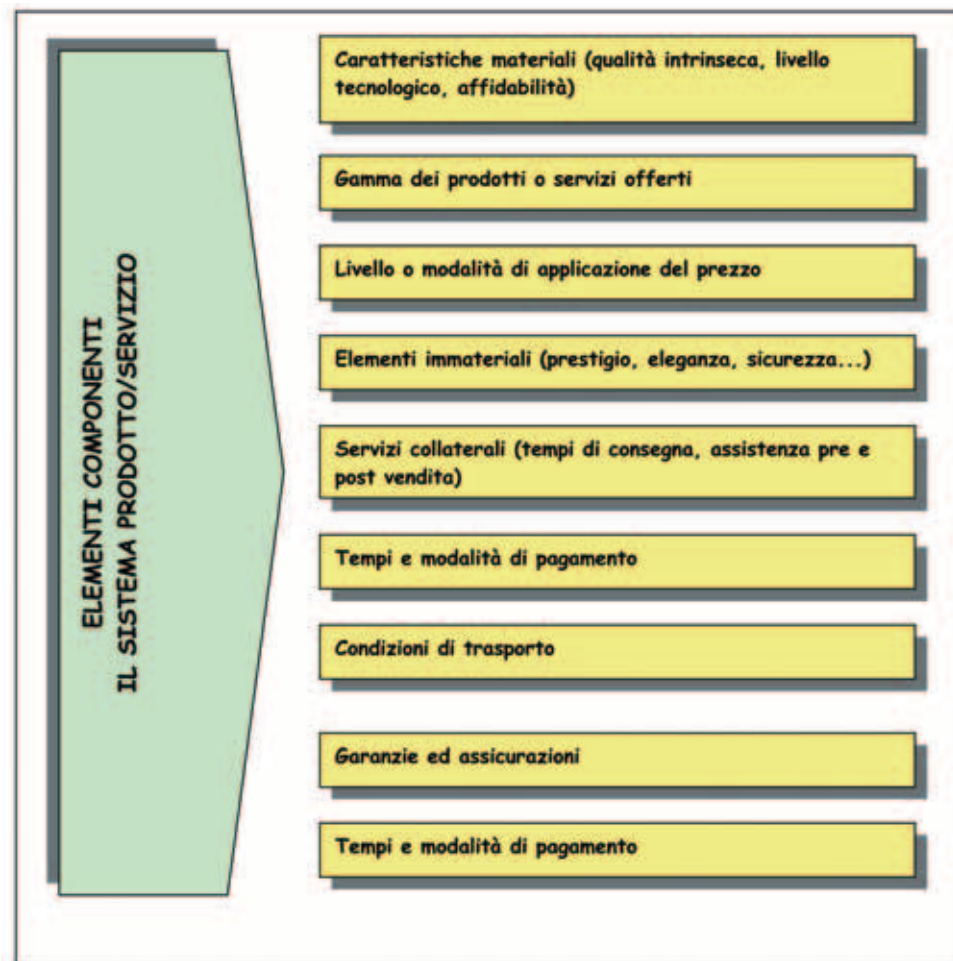 ELEMENTI COMPONENTI
IL SISTEMA PRODOTTO/SERVIZIO
Caratteristiche materiali (qualità intrinseca, livello
tecnologico, affidabilità)
Gamma dei prodotti o servizi offerti
Livello o modalità di applicazione del prezzo
Elementi immateriali (prestigio, eleganza, sicurezza...)
Servizi collaterali (tempi di consegna, assistenza pre e
post vendita)
Tempi e modalità di pagamento
Condizioni di trasporto
Garanzie ed assicurazioni
Tempi e modalità di pagamento